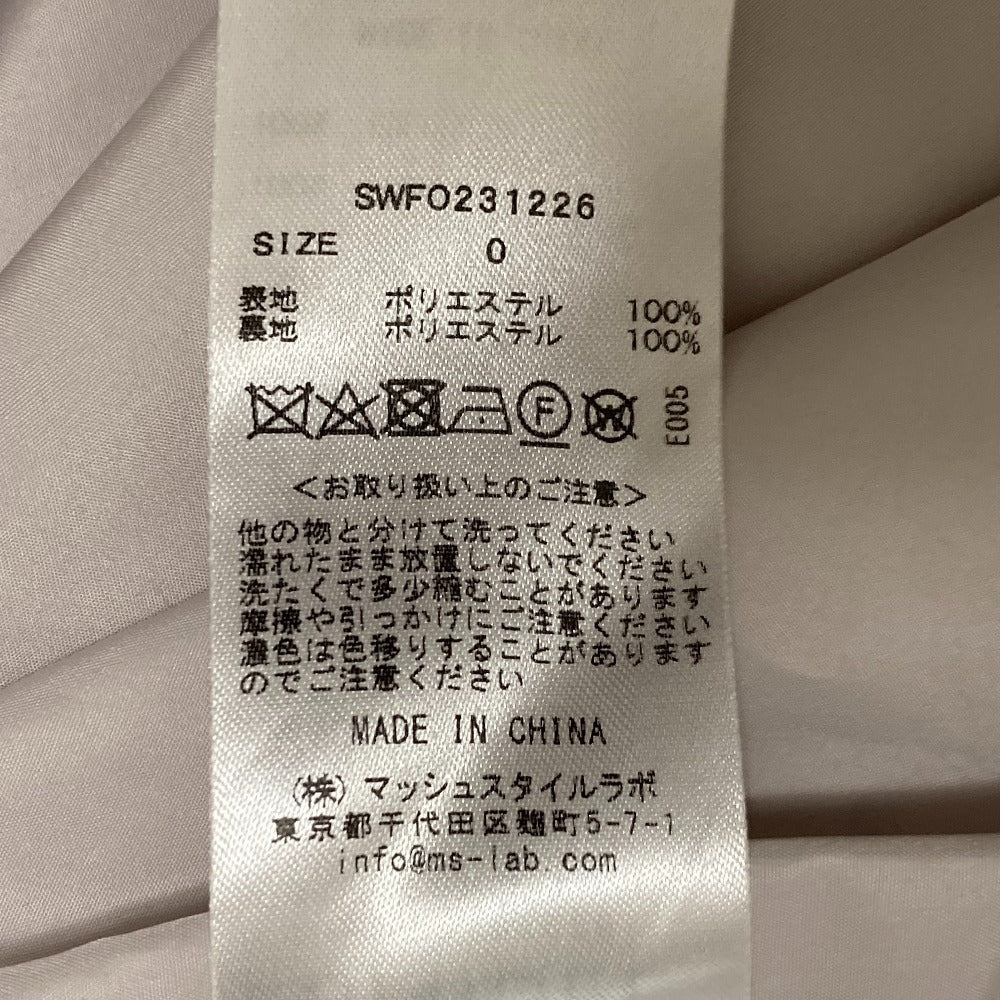 SWFO231226
SIZE 0
表地 ポリエステル 100%
裏地 ポリエステル 100%
F W E005
<お取り扱い上のご注意>
他の物と分けて洗ってください
濡れたまま放置しないでください
洗たくで多少縮むことがあります
摩擦や引っかけにご注意ください
濃色は色移りすることがあります
のでご注意ください
MADE IN CHINA
(株)マッシュスタイルラボ
東京都千代田区麹町5-7-1
info@ms-lab.com